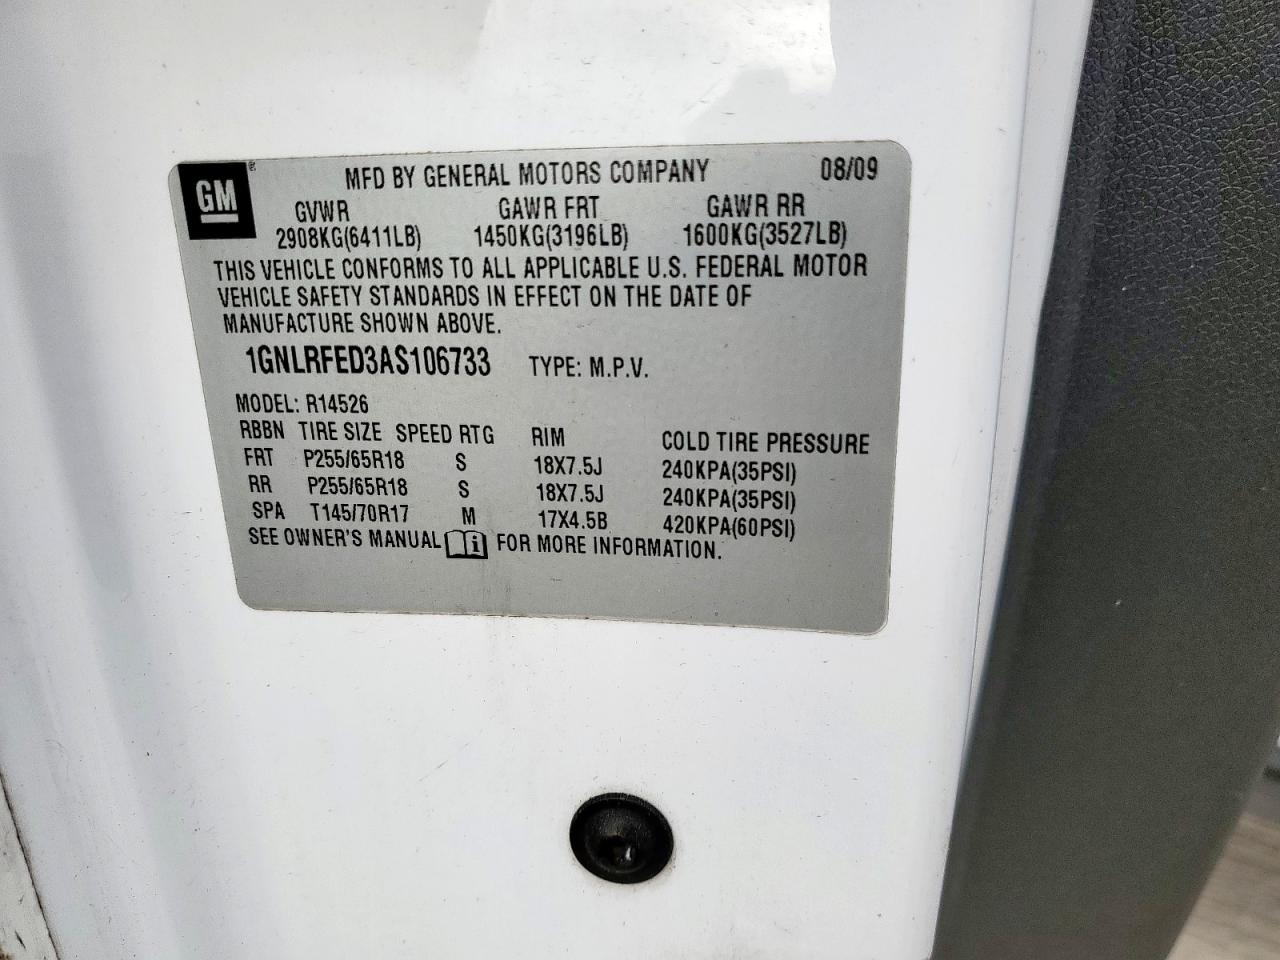 GM® MFD BY GENERAL MOTORS COMPANY 08/09
GVWR GAWR FRT GAWR RR
2908KG(6411LB) 1450KG(3196LB) 1600KG(3527LB)
THIS VEHICLE CONFORMS TO ALL APPLICABLE U.S. FEDERAL MOTOR
VEHICLE SAFETY STANDARDS IN EFFECT ON THE DATE OF
MANUFACTURE SHOWN ABOVE.
1GNLRFED3AS106733 TYPE: M.P.V.
MODEL: R14526
RBBN TIRE SIZE SPEED RTG RIM COLD TIRE PRESSURE
FRT P255/65R18 S 18X7.5J 240KPA(35PSI)
RR P255/65R18 S 18X7.5J 240KPA(35PSI)
SPA T145/70R17 M 17X4.5B 420KPA(60PSI)
SEE OWNER'S MANUAL i FOR MORE INFORMATION.